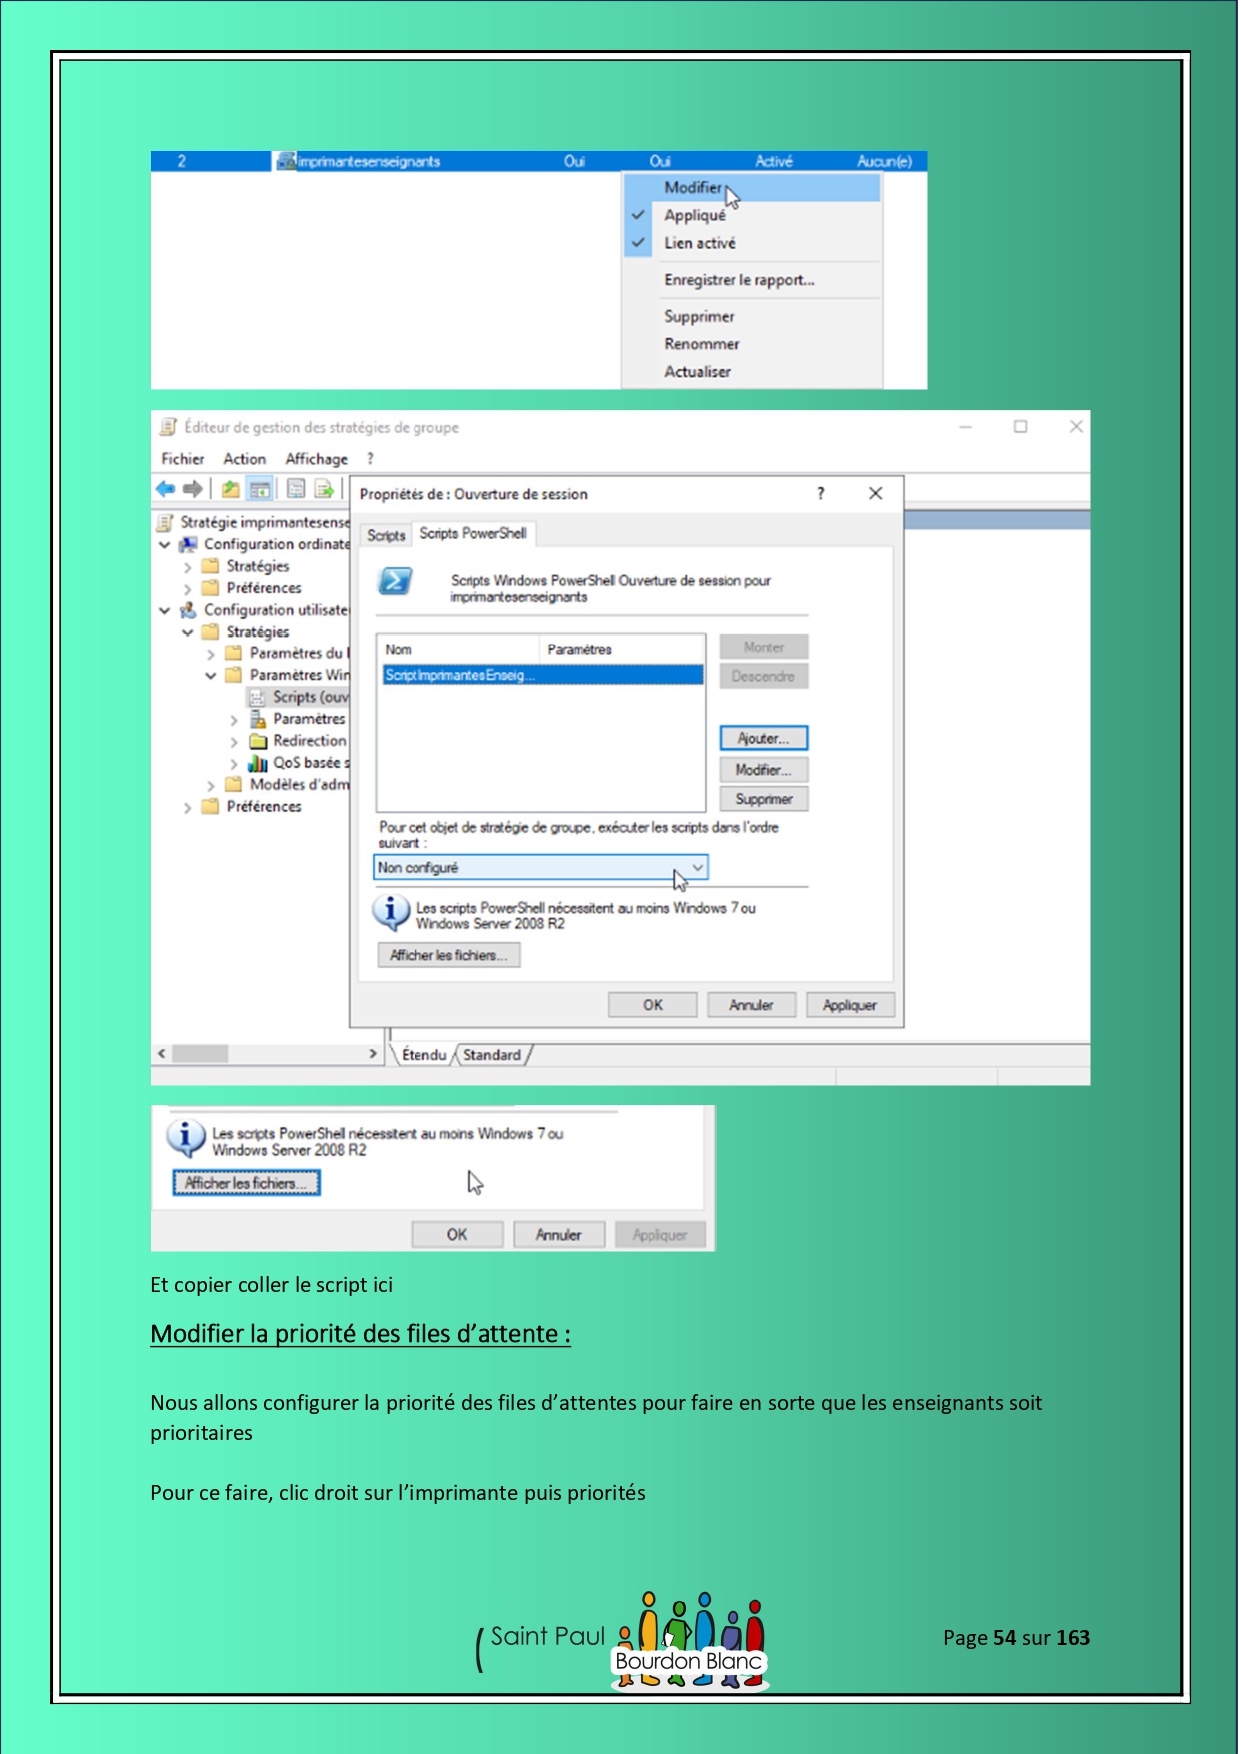 2 imprimantesenseignants Oui Oui Activé Aucun(e)
Modifier
Appliqué
Lien activé
Enregistrer le rapport...
Supprimer
Renommer
Actualiser
Éditeur de gestion des stratégies de groupe
Fichier Action Affichage ?
Propriétés de : Ouverture de session ?
Stratégie imprimantesense
Configuration ordinate
Stratégies
Préférences
Configuration utilisate
Stratégies
Paramètres du l
Paramètres Win
Scripts (ouv
Paramètres
Redirection
QoS basée s
Modèles d'adm
Préférences
Scripts Scripts PowerShell
Scripts Windows PowerShell Ouverture de session pour
imprimantesenseignants
Nom Paramètres
ScriptImprimantesEnseig...
Monter
Descendre
Ajouter...
Modifier...
Supprimer
Pour cet objet de stratégie de groupe, exécuter les scripts dans l'ordre
suivant :
Non configuré
Les scripts PowerShell nécessitent au moins Windows 7 ou
Windows Server 2008 R2
Afficher les fichiers...
OK Annuler Appliquer
Étendu Standard
Les scripts PowerShell nécessitent au moins Windows 7 ou
Windows Server 2008 R2
Afficher les fichiers...
OK Annuler Appliquer
Et copier coller le script ici
Modifier la priorité des files d’attente :
Nous allons configurer la priorité des files d’attentes pour faire en sorte que les enseignants soit
prioritaires
Pour ce faire, clic droit sur l’imprimante puis priorités
Saint Paul
Bourdon Blanc
Page 54 sur 163